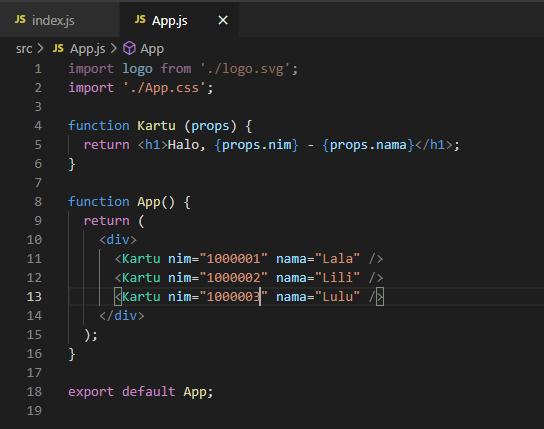 JS index.js JS App.js ×
src > JS App.js > App
1 import logo from './logo.svg';
2 import './App.css';
3
4 function Kartu (props) {
5   return <h1>Halo, {props.nim} - {props.nama}</h1>;
6 }
7
8 function App() {
9   return (
10     <div>
11       <Kartu nim="1000001" nama="Lala" />
12       <Kartu nim="1000002" nama="Lili" />
13       <Kartu nim="1000003" nama="Lulu" />
14     </div>
15   );
16 }
17
18 export default App;
19